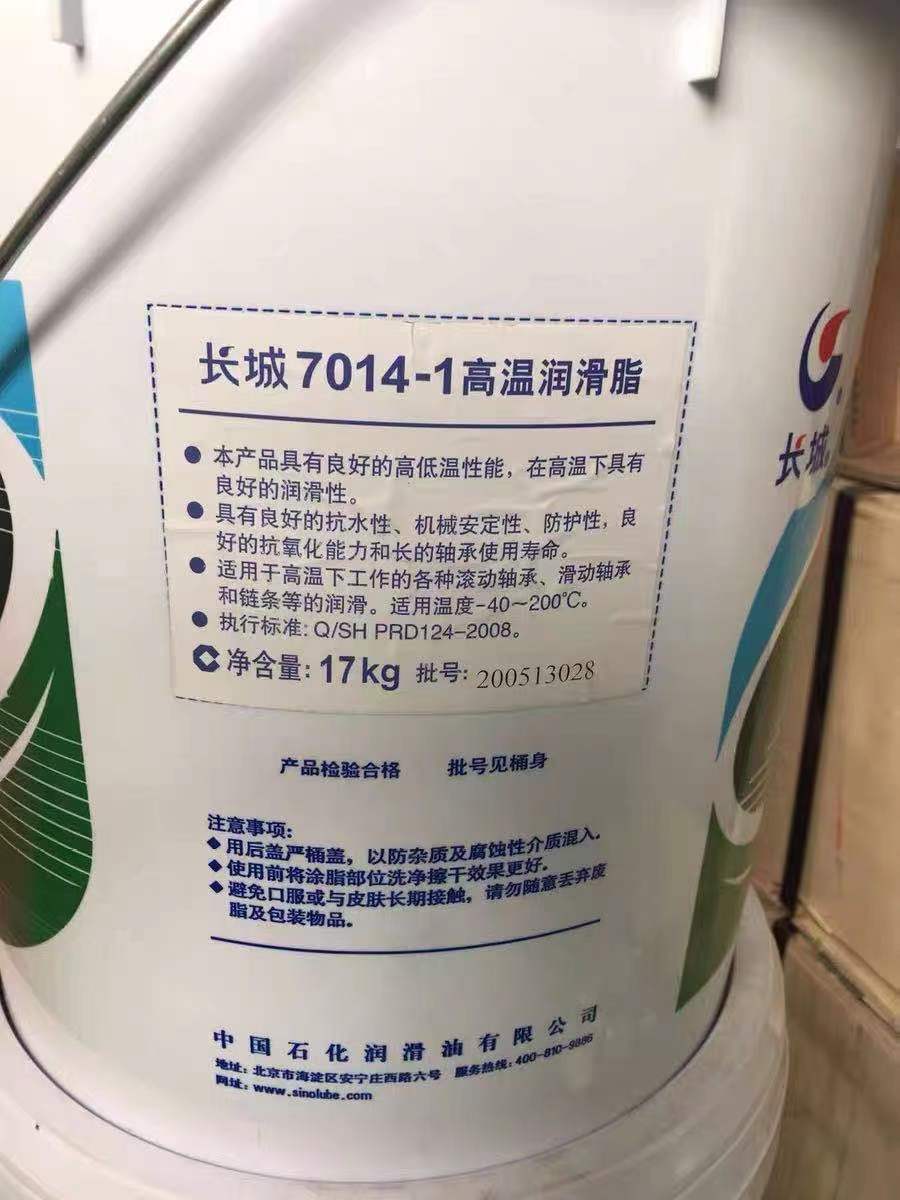 长城7014-1高温润滑脂
● 本产品具有良好的高低温性能，在高温下具有
良好的润滑性。
● 具有良好的抗水性、机械安定性、防护性，良
好的抗氧化能力和长的轴承使用寿命。
● 适用于高温下工作的各种滚动轴承、滑动轴承
和链条等的润滑。适用温度-40～200℃。
● 执行标准：Q/SH PRD124-2008。
净含量：17kg 批号：200513028
产品检验合格 批号见桶身
注意事项：
◆ 用后盖严桶盖，以防杂质及腐蚀性介质混入。
◆ 使用前将涂脂部位洗净擦干效果更好。
◆ 避免口服或与皮肤长期接触，请勿随意丢弃废
脂及包装物品。
中国石化润滑油有限公司
地址：北京市海淀区安宁庄西路六号 服务热线：400-810-9886
网址：www.sinolube.com
长城